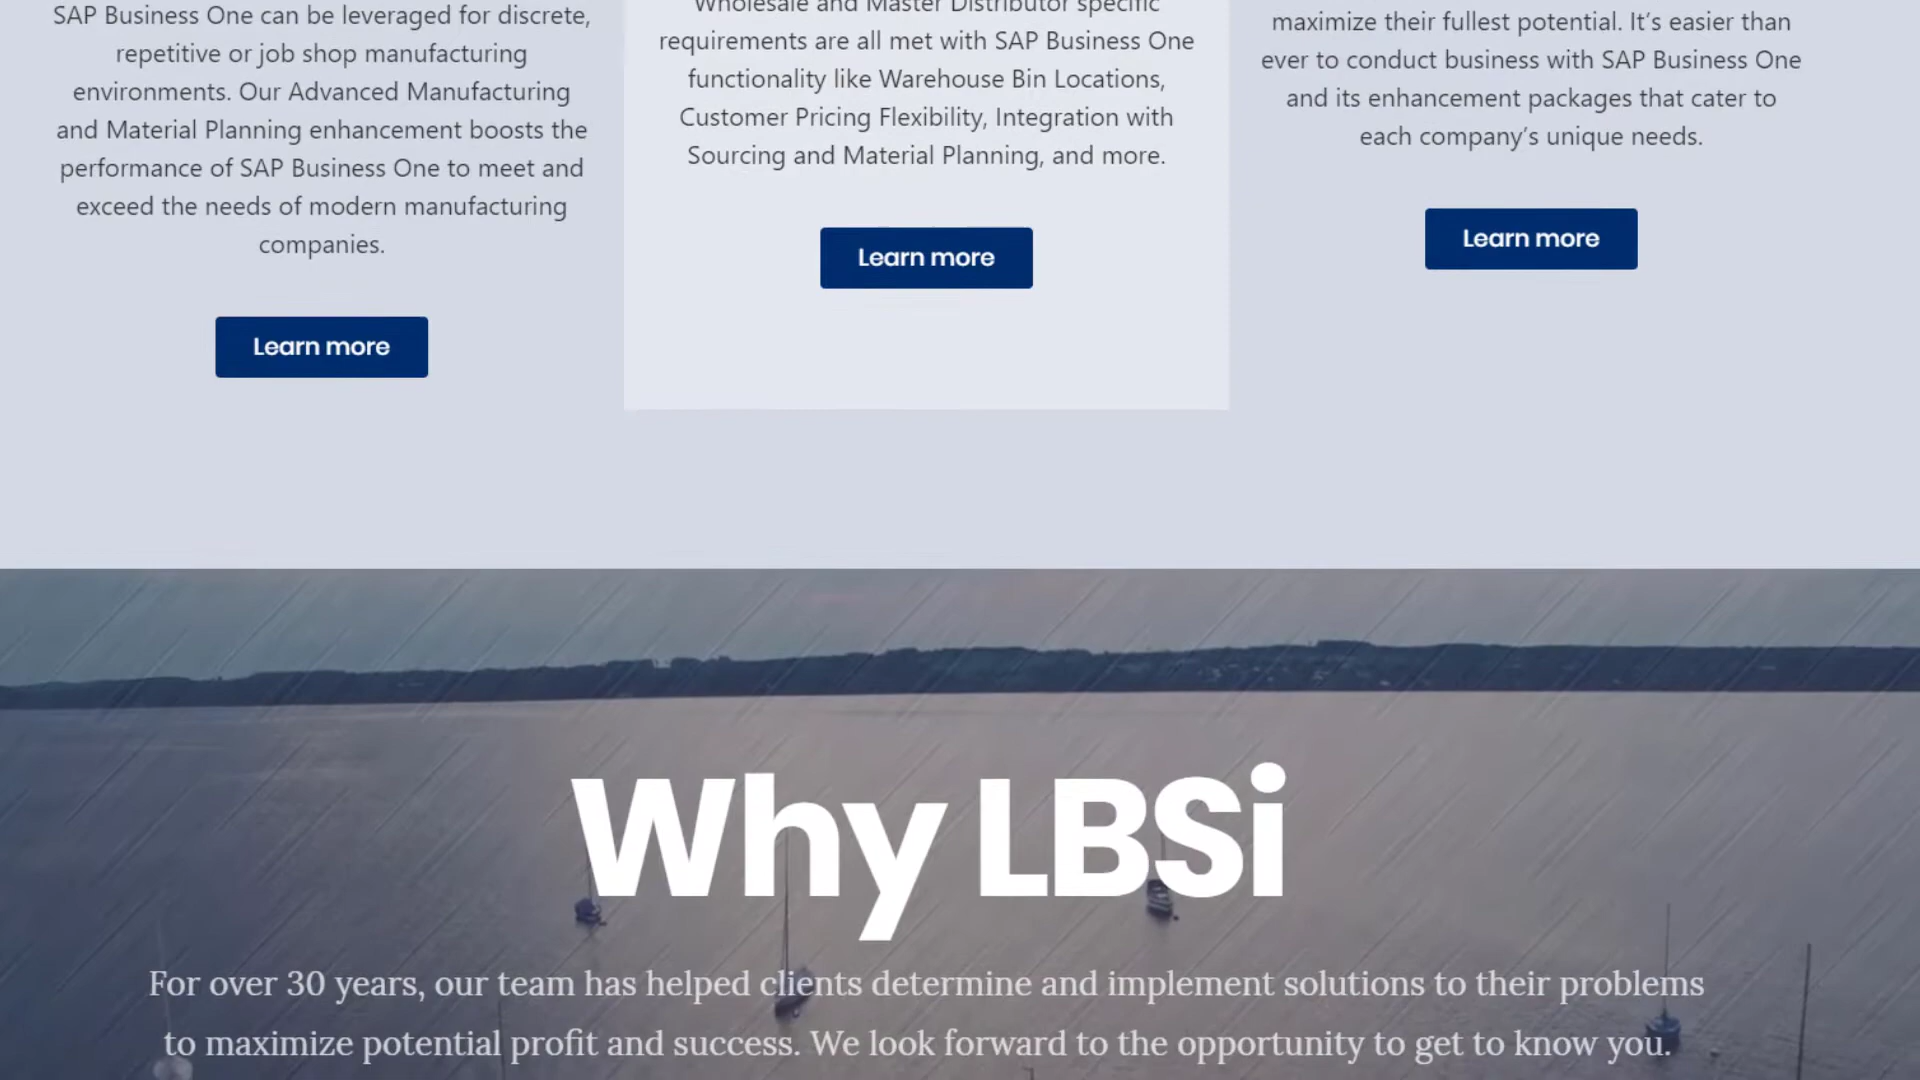 SAP Business One can be leveraged for discrete,
repetitive or job shop manufacturing
environments. Our Advanced Manufacturing
and Material Planning enhancement boosts the
performance of SAP Business One to meet and
exceed the needs of modern manufacturing
companies.
Learn more
Wholesale and Master Distributor specific
requirements are all met with SAP Business One
functionality like Warehouse Bin Locations,
Customer Pricing Flexibility, Integration with
Sourcing and Material Planning, and more.
Learn more
maximize their fullest potential. It’s easier than
ever to conduct business with SAP Business One
and its enhancement packages that cater to
each company’s unique needs.
Learn more
Why LBSi
For over 30 years, our team has helped clients determine and implement solutions to their problems
to maximize potential profit and success. We look forward to the opportunity to get to know you.